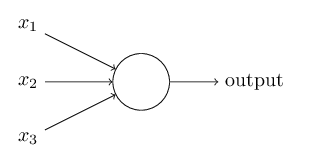 x₁
x₂ output
x₃